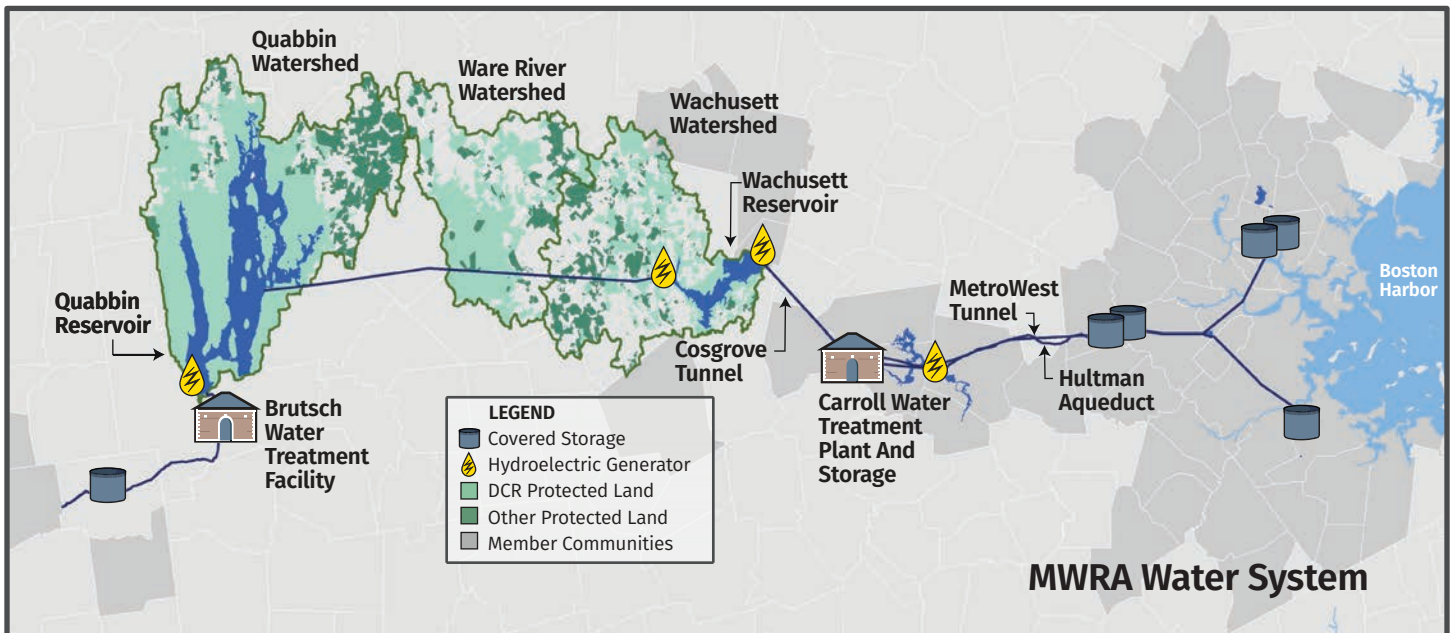 Quabbin
Watershed
Ware River
Watershed
Wachusett
Watershed
Wachusett
Reservoir
Quabbin
Reservoir
Boston
Harbor
MetroWest
Tunnel
Cosgrove
Tunnel
Hultman
Aqueduct
Brutsch
Water
Treatment
Facility
Carroll Water
Treatment
Plant And
Storage
LEGEND
Covered Storage
Hydroelectric Generator
DCR Protected Land
Other Protected Land
Member Communities
MWRA Water System